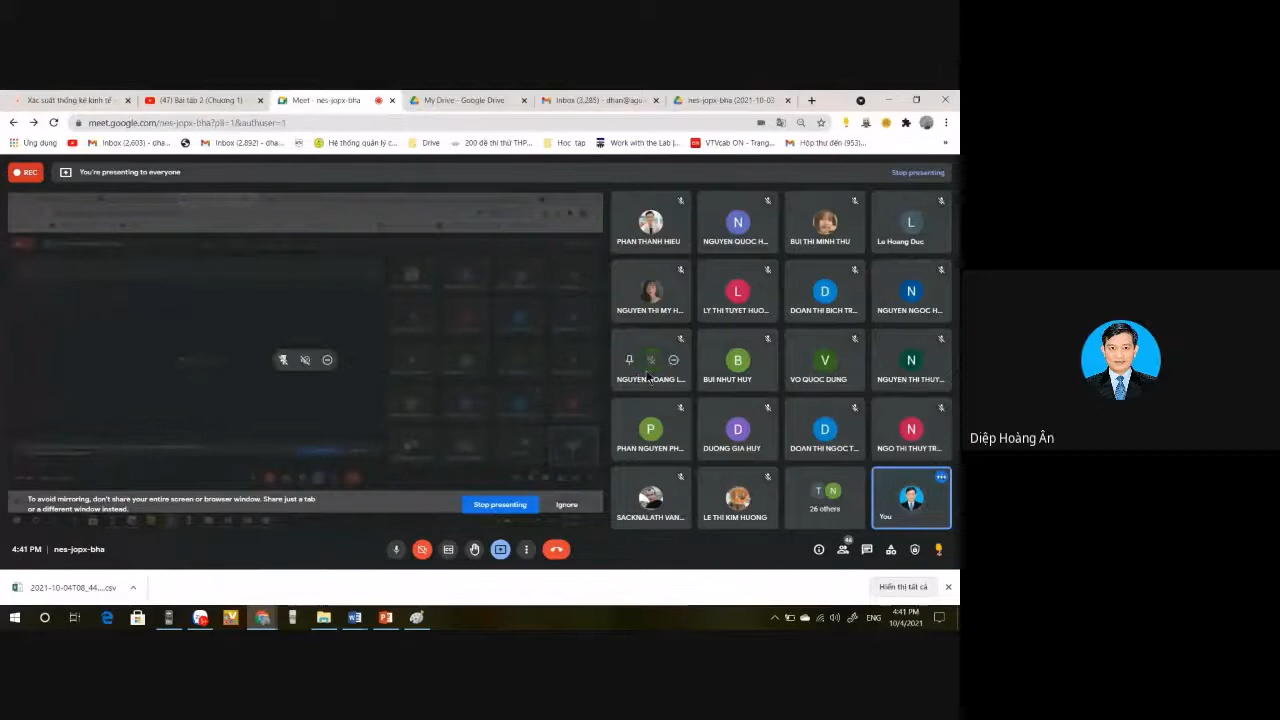 Xác suất thống kê kinh tế
(47) Bài tập 2 (Chương 1)
Meet - nes-jopx-bha
My Drive - Google Drive
Inbox (3,285) - dhan@agu.
nes-jopx-bha (2021-10-03
meet.google.com/nes-jopx-bha?pli=1&authuser=1
Ứng dụng
Inbox (2,603) - dha...
Inbox (2,892) - dha...
Hệ thống quản lý c...
Drive
200 đề thi thử THP...
Học tập
Work with the Lab |...
VTVcab ON - Trang...
Hộp thư đến (953)...
»
REC
You're presenting to everyone
Stop presenting
PHAN THANH HIEU
NGUYEN QUOC H...
BUI THI MINH THU
L
Le Hoang Duc
N
NGUYEN THI MY H...
L
LY THI TUYET HUO...
D
DOAN THI BICH TR...
N
NGUYEN NGOC H...
NGUYEN HOANG L...
B
BUI NHUT HUY
V
VO QUOC DUNG
N
NGUYEN THI THUY...
P
PHAN NGUYEN PH...
D
DUONG GIA HUY
D
DOAN THI NGOC T...
N
NGO THI THUY TR...
SACKNALATH VAN...
LE THI KIM HUONG
T N
26 others
You
Diệp Hoàng Ân
To avoid mirroring, don't share your entire screen or browser window. Share just a tab
or a different window instead.
Stop presenting
Ignore
4:41 PM | nes-jopx-bha
2021-10-04T08_44....csv
Hiển thị tất cả
ENG
4:41 PM
10/4/2021